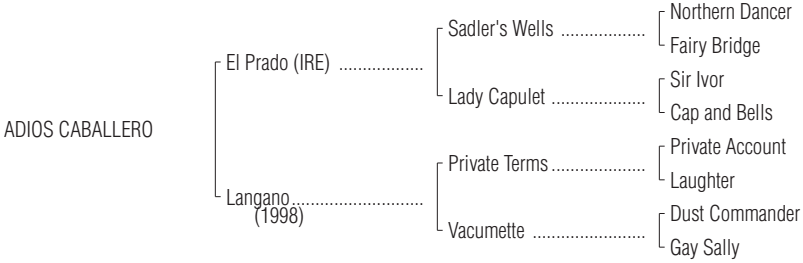 Northern Dancer
Sadler's Wells ..................
Fairy Bridge
El Prado (IRE) ..................
Sir Ivor
Lady Capulet ....................
Cap and Bells
ADIOS CABALLERO
Private Account
Private Terms....................
Laughter
Langano............................
(1998)
Dust Commander
Vacumette ........................
Gay Sally